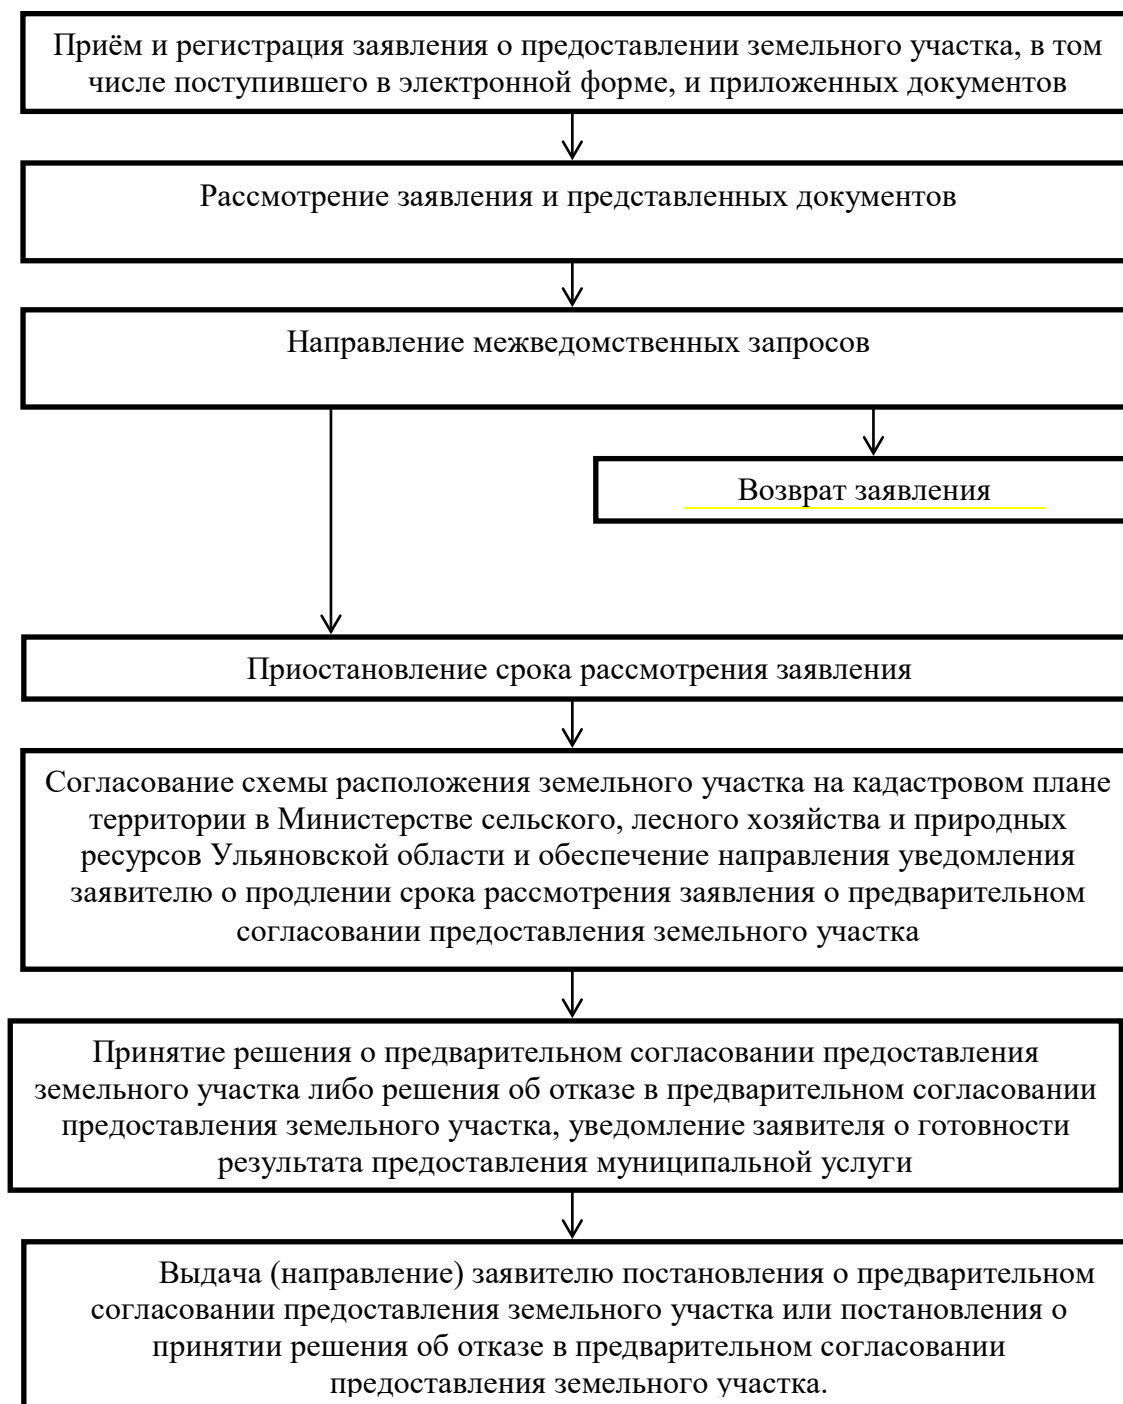 Приём и регистрация заявления о предоставлении земельного участка, в том
числе поступившего в электронной форме, и приложенных документов
Рассмотрение заявления и представленных документов
Направление межведомственных запросов
Возврат заявления
Приостановление срока рассмотрения заявления
Согласование схемы расположения земельного участка на кадастровом плане
территории в Министерстве сельского, лесного хозяйства и природных
ресурсов Ульяновской области и обеспечение направления уведомления
заявителю о продлении срока рассмотрения заявления о предварительном
согласовании предоставления земельного участка
Принятие решения о предварительном согласовании предоставления
земельного участка либо решения об отказе в предварительном согласовании
предоставления земельного участка, уведомление заявителя о готовности
результата предоставления муниципальной услуги
Выдача (направление) заявителю постановления о предварительном
согласовании предоставления земельного участка или постановления о
принятии решения об отказе в предварительном согласовании
предоставления земельного участка.